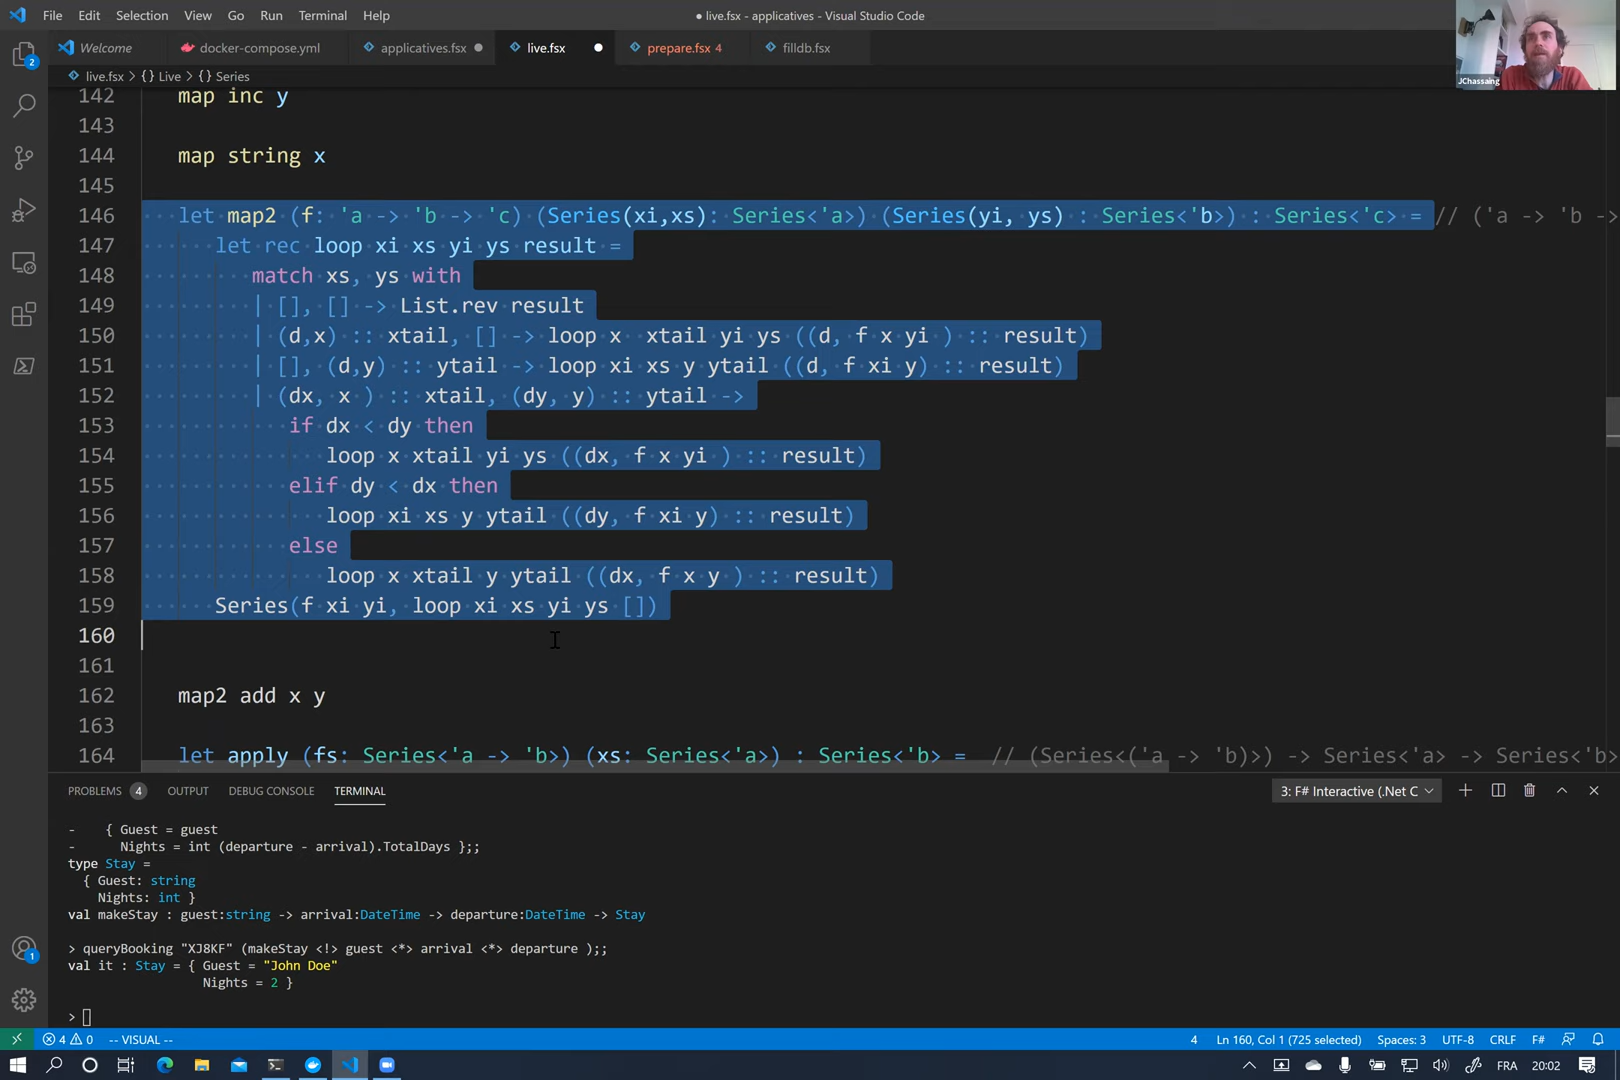 File Edit Selection View Go Run Terminal Help
● live.fsx - applicatives - Visual Studio Code
Welcome docker-compose.yml applicatives.fsx live.fsx prepare.fsx 4 filldb.fsx
live.fsx > {} Live > {} Series
JChassaing
142 map inc y
143
144 map string x
145
146 let map2 (f: 'a -> 'b -> 'c) (Series(xi,xs): Series<'a>) (Series(yi, ys) : Series<'b>) : Series<'c> = // ('a -> 'b ->
147 let rec loop xi xs yi ys result =
148 match xs, ys with
149 | [], [] -> List.rev result
150 | (d,x) :: xtail, [] -> loop x  xtail yi ys ((d, f x yi ) :: result)
151 | [], (d,y) :: ytail -> loop xi xs y ytail ((d, f xi y) :: result)
152 | (dx, x ) :: xtail, (dy, y) :: ytail ->
153 if dx < dy then
154 loop x xtail yi ys ((dx, f x yi ) :: result)
155 elif dy < dx then
156 loop xi xs y ytail ((dy, f xi y) :: result)
157 else
158 loop x xtail y ytail ((dx, f x y ) :: result)
159 Series(f xi yi, loop xi xs yi ys [])
160
161
162 map2 add x y
163
164 let apply (fs: Series<'a -> 'b>) (xs: Series<'a>) : Series<'b> =  // (Series<('a -> 'b)>) -> Series<'a> -> Series<'b>
PROBLEMS 4 OUTPUT DEBUG CONSOLE TERMINAL 3: F# Interactive (.Net C
-    { Guest = guest
-      Nights = int (departure - arrival).TotalDays };;
type Stay =
{ Guest: string
Nights: int }
val makeStay : guest:string -> arrival:DateTime -> departure:DateTime -> Stay
> queryBooking "XJ8KF" (makeStay <!> guest <*> arrival <*> departure );;
val it : Stay = { Guest = "John Doe"
Nights = 2 }
>
2
1
4 0 -- VISUAL -- 4 Ln 160, Col 1 (725 selected) Spaces: 3 UTF-8 CRLF F#
FRA 20:02